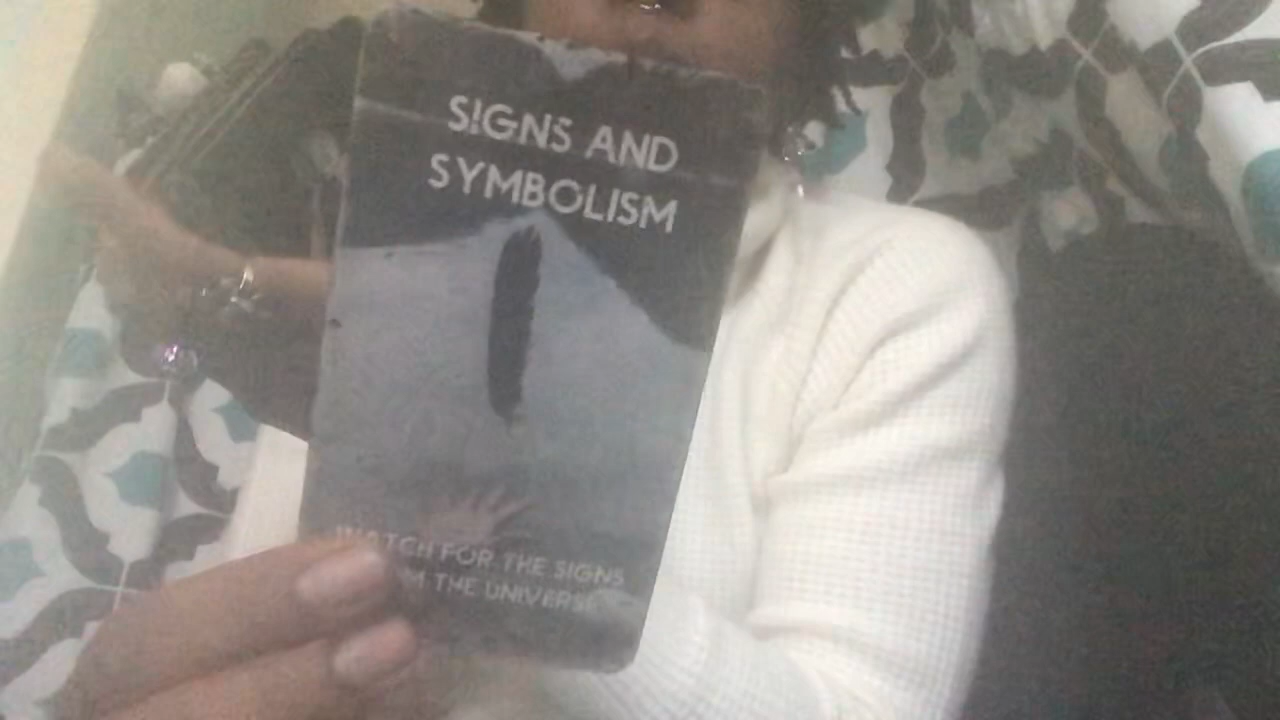 SIGNS AND
SYMBOLISM
WATCH FOR THE SIGNS
THE UNIVERSE